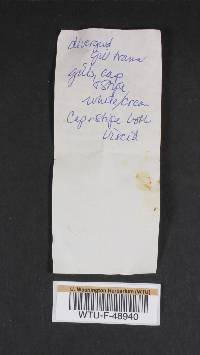 divergent
Gill trama
gills, cap
& stipe
white/cream
Cap & stipe both
Viscid
U. Washington Herbarium (WTU)
WTU-F-48940